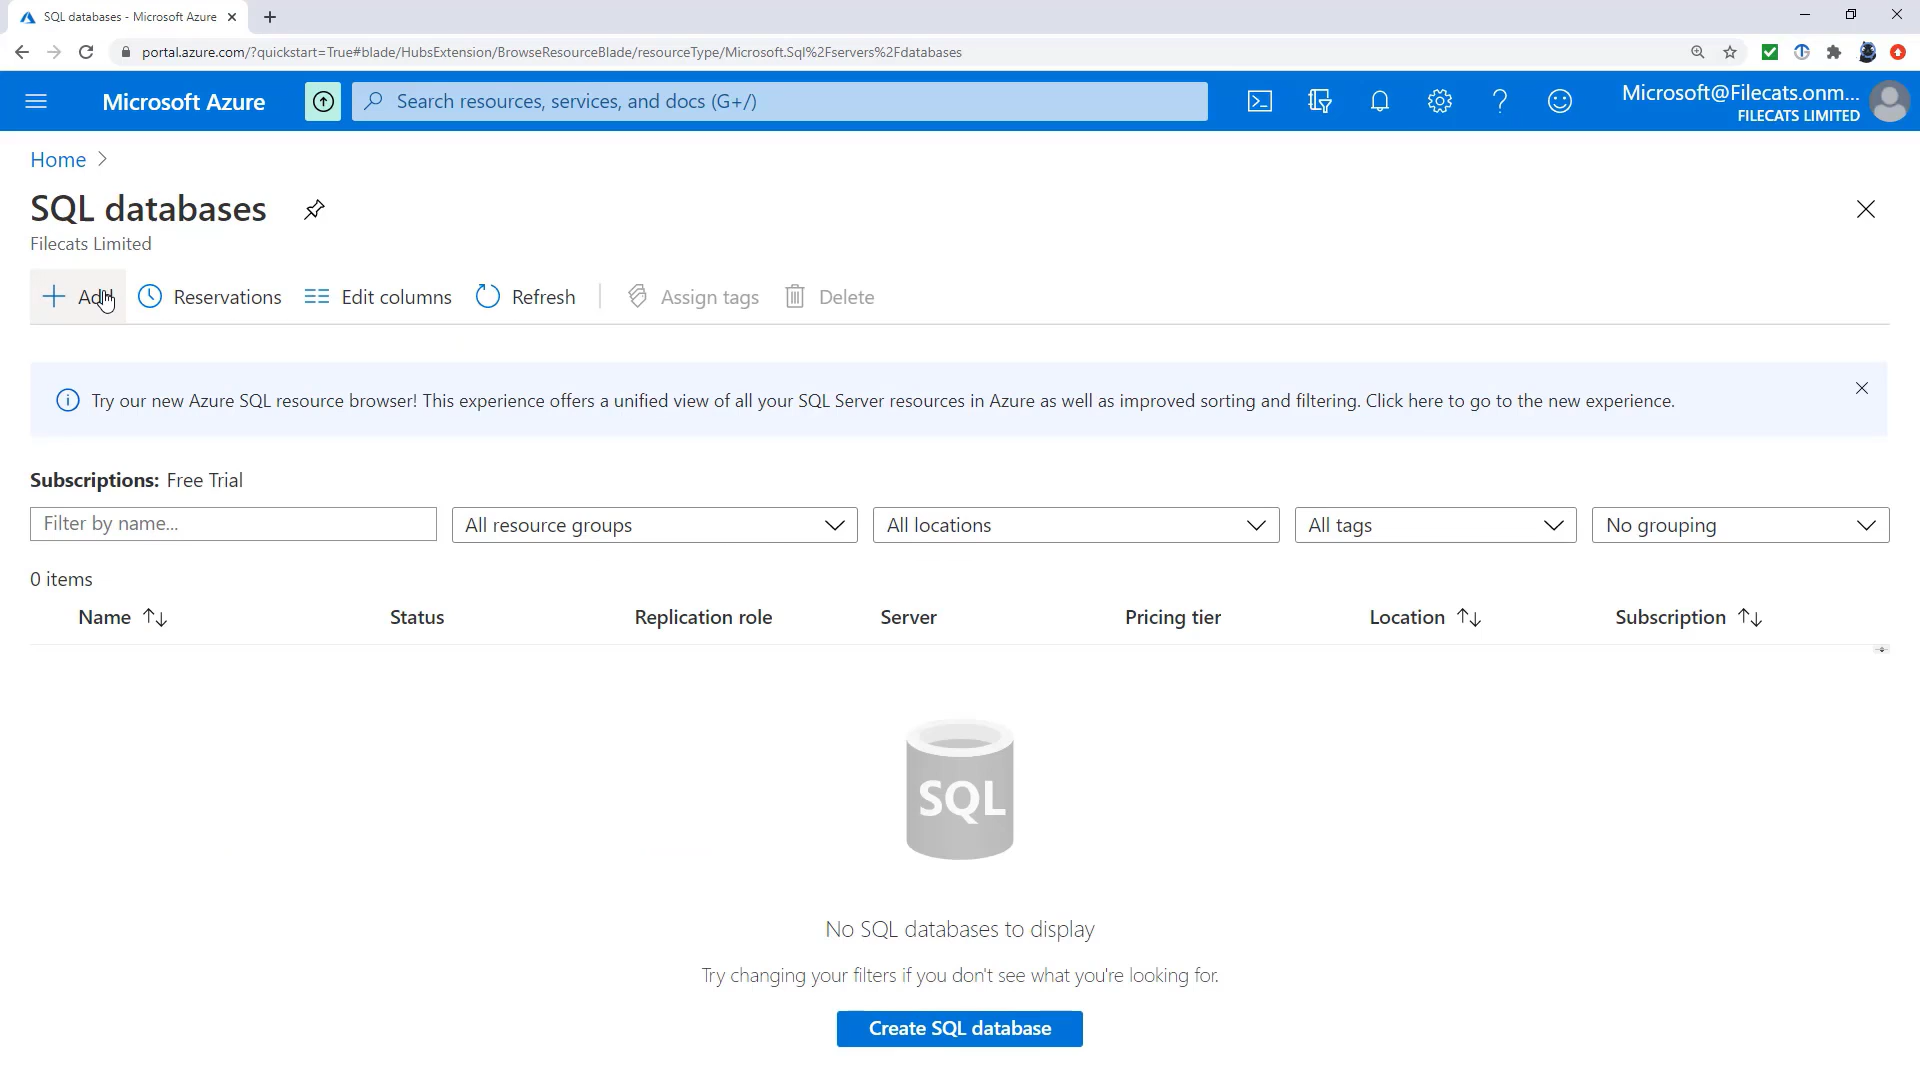 SQL databases - Microsoft Azure
portal.azure.com/?quickstart=True#blade/HubsExtension/BrowseResourceBlade/resourceType/Microsoft.Sql%2Fservers%2Fdatabases
Microsoft Azure
Search resources, services, and docs (G+/)
Microsoft@Filecats.onm...
FILECATS LIMITED
Home
SQL databases
Filecats Limited
Add Reservations Edit columns Refresh Assign tags Delete
Try our new Azure SQL resource browser! This experience offers a unified view of all your SQL Server resources in Azure as well as improved sorting and filtering. Click here to go to the new experience.
Subscriptions: Free Trial
Filter by name... All resource groups All locations All tags No grouping
0 items
Name Status Replication role Server Pricing tier Location Subscription
SQL
No SQL databases to display
Try changing your filters if you don't see what you're looking for.
Create SQL database